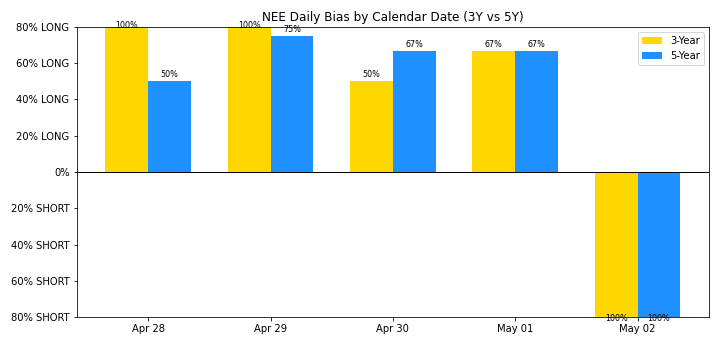 NEE Daily Bias by Calendar Date (3Y vs 5Y)
80% LONG
60% LONG
40% LONG
20% LONG
0%
20% SHORT
40% SHORT
60% SHORT
80% SHORT
100%
50%
100%
75%
50%
67%
67%
67%
100%
100%
3-Year
5-Year
Apr 28
Apr 29
Apr 30
May 01
May 02